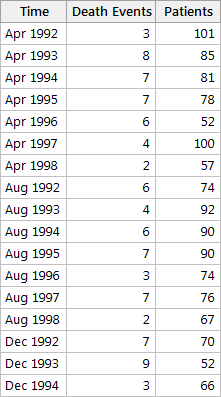 Time Death Events Patients
Apr 1992 3 101
Apr 1993 8 85
Apr 1994 7 81
Apr 1995 7 78
Apr 1996 6 52
Apr 1997 4 100
Apr 1998 2 57
Aug 1992 6 74
Aug 1993 4 92
Aug 1994 6 90
Aug 1995 7 90
Aug 1996 3 74
Aug 1997 7 76
Aug 1998 2 67
Dec 1992 7 70
Dec 1993 9 52
Dec 1994 3 66